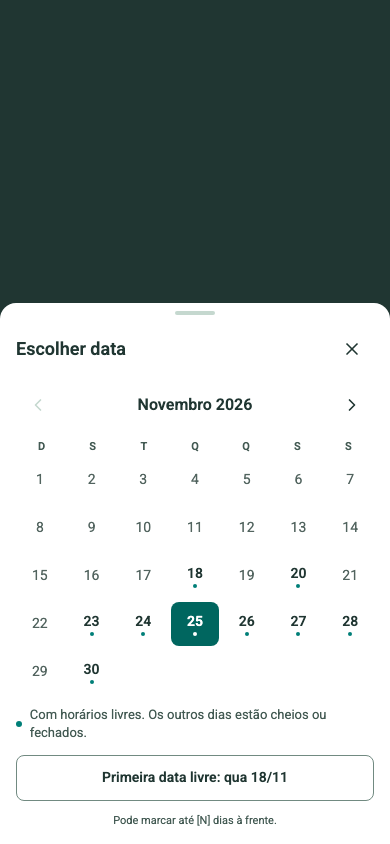 Escolher data
Novembro 2026
D S T Q Q S S
1 2 3 4 5 6 7
8 9 10 11 12 13 14
15 16 17 18 19 20 21
22 23 24 25 26 27 28
29 30
Com horários livres. Os outros dias estão cheios ou
fechados.
Primeira data livre: qua 18/11
Pode marcar até [N] dias à frente.